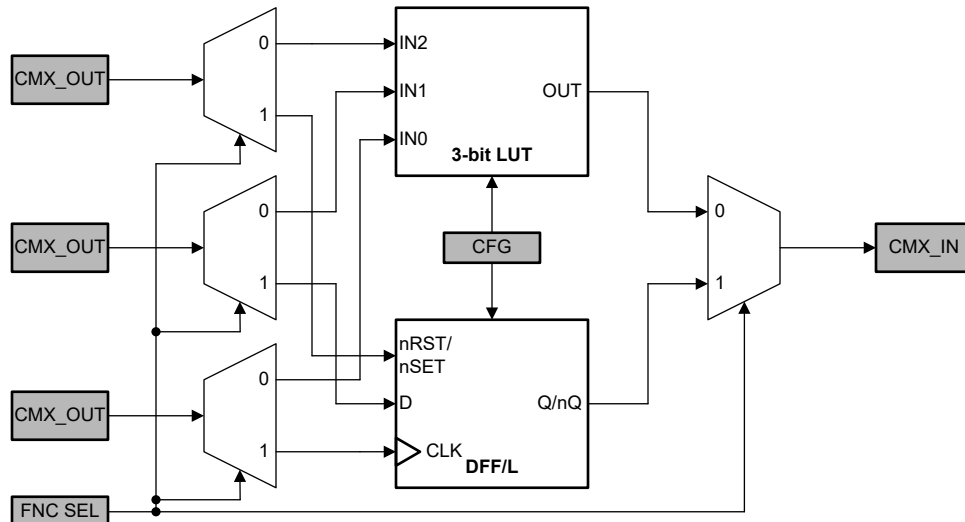 0
IN2
CMX_OUT
IN1
OUT
1
IN0
3-bit LUT
0
0
CMX_OUT
CFG
CMX_IN
1
1
nRST/
nSET
0
CMX_OUT
D
Q/nQ
1
CLK
DFF/L
FNC SEL